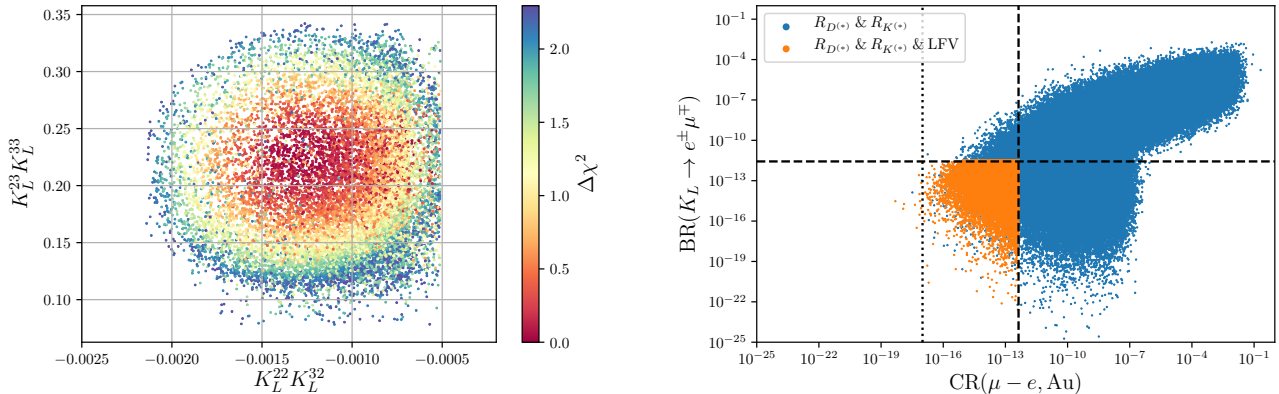 0.35
0.30
0.25
0.20
0.15
0.10
−0.0025 −0.0020 −0.0015 −0.0010 −0.0005
K_L^{22} K_L^{32}
K_L^{23} K_L^{33}
2.0
1.5
1.0
0.5
0.0
Δχ²
R_{D^{(*)}} & R_{K^{(*)}}
R_{D^{(*)}} & R_{K^{(*)}} & LFV
10^{−1}
10^{−4}
10^{−7}
10^{−10}
10^{−13}
10^{−16}
10^{−19}
10^{−22}
10^{−25}
10^{−25} 10^{−22} 10^{−19} 10^{−16} 10^{−13} 10^{−10} 10^{−7} 10^{−4} 10^{−1}
CR(μ − e, Au)
BR(K_L → e^± μ^∓)